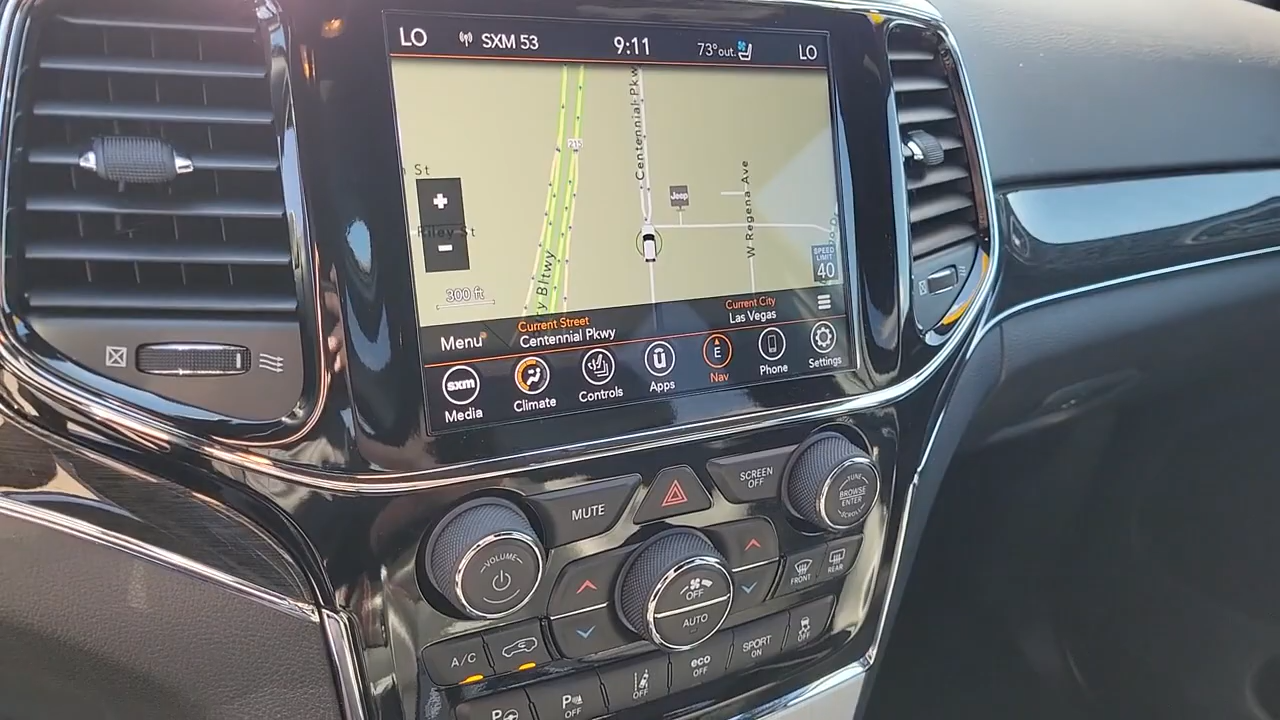 LO
SXM 53
9:11
73°out.
LO
215
Centennial Pkw
St
+
Riley St
-
Jeep
W Regena Ave
SPEED
LIMIT
40
300 ft
ry Bltwy
Menu
Current Street
Centennial Pkwy
Current City
Las Vegas
sxm
Media
Climate
Controls
Ü
Apps
E
Nav
Phone
Settings
MUTE
SCREEN
OFF
TUNE
BROWSE
ENTER
SCROLL
VOLUME
OFF
AUTO
FRONT
REAR
A/C
P
P
OFF
OFF
eco
OFF
SPORT
ON
OFF